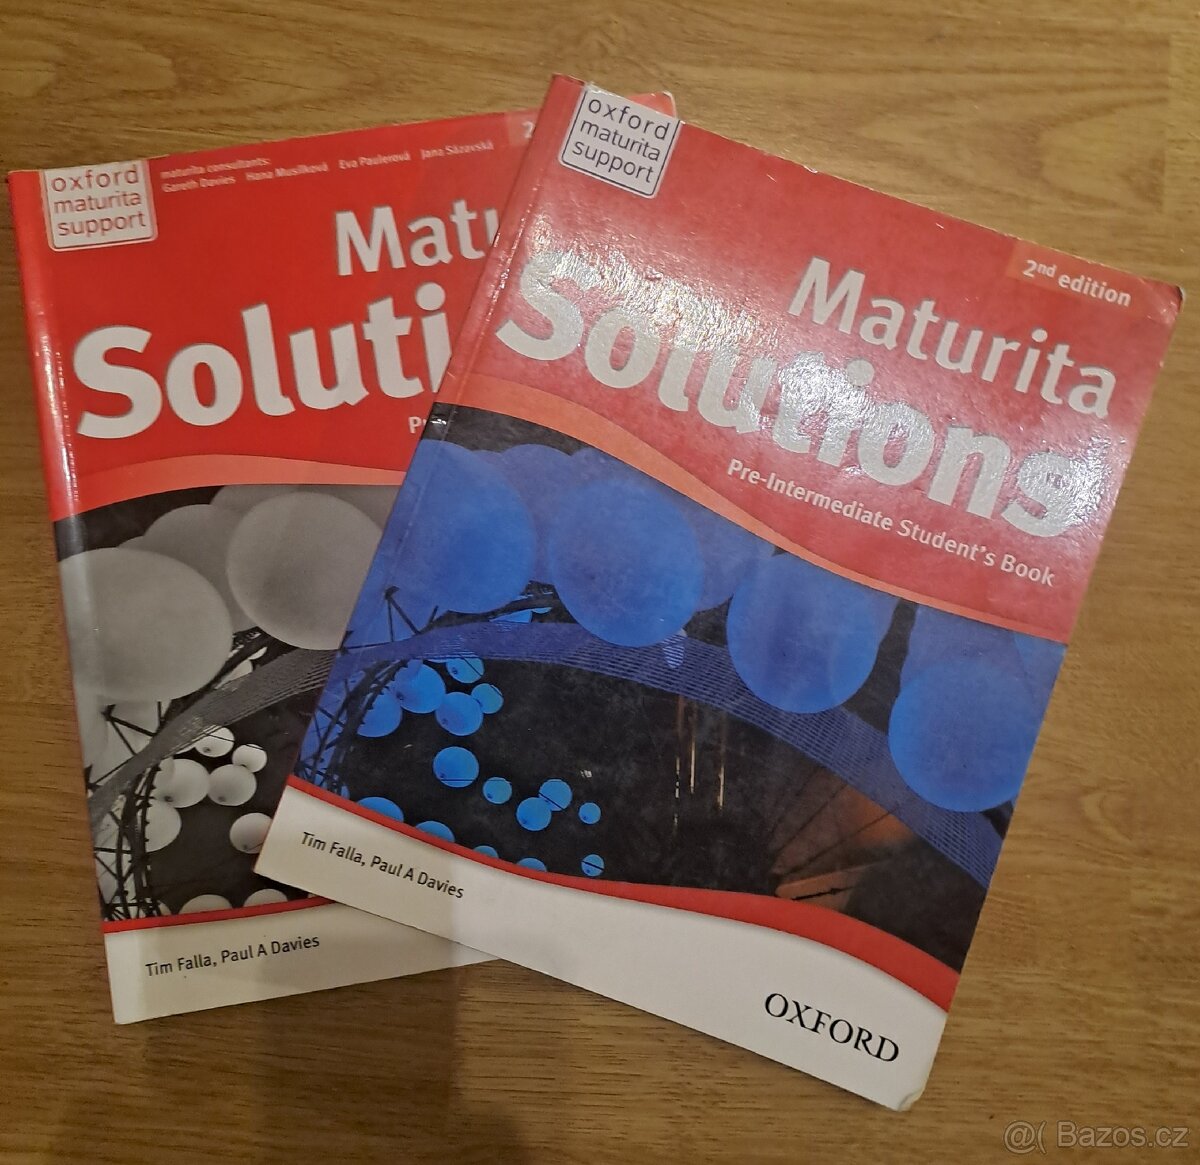 oxford
maturita
support
maturita consultants:
Gareth Davies Hana Musílková Eva Paulerová Jana Sázavská
2
Matu
Soluti
P
Tim Falla, Paul A Davies
oxford
maturita
support
2nd edition
Maturita
Solutions
Pre-Intermediate Student's Book
Tim Falla, Paul A Davies
OXFORD
@( Bazos.cz